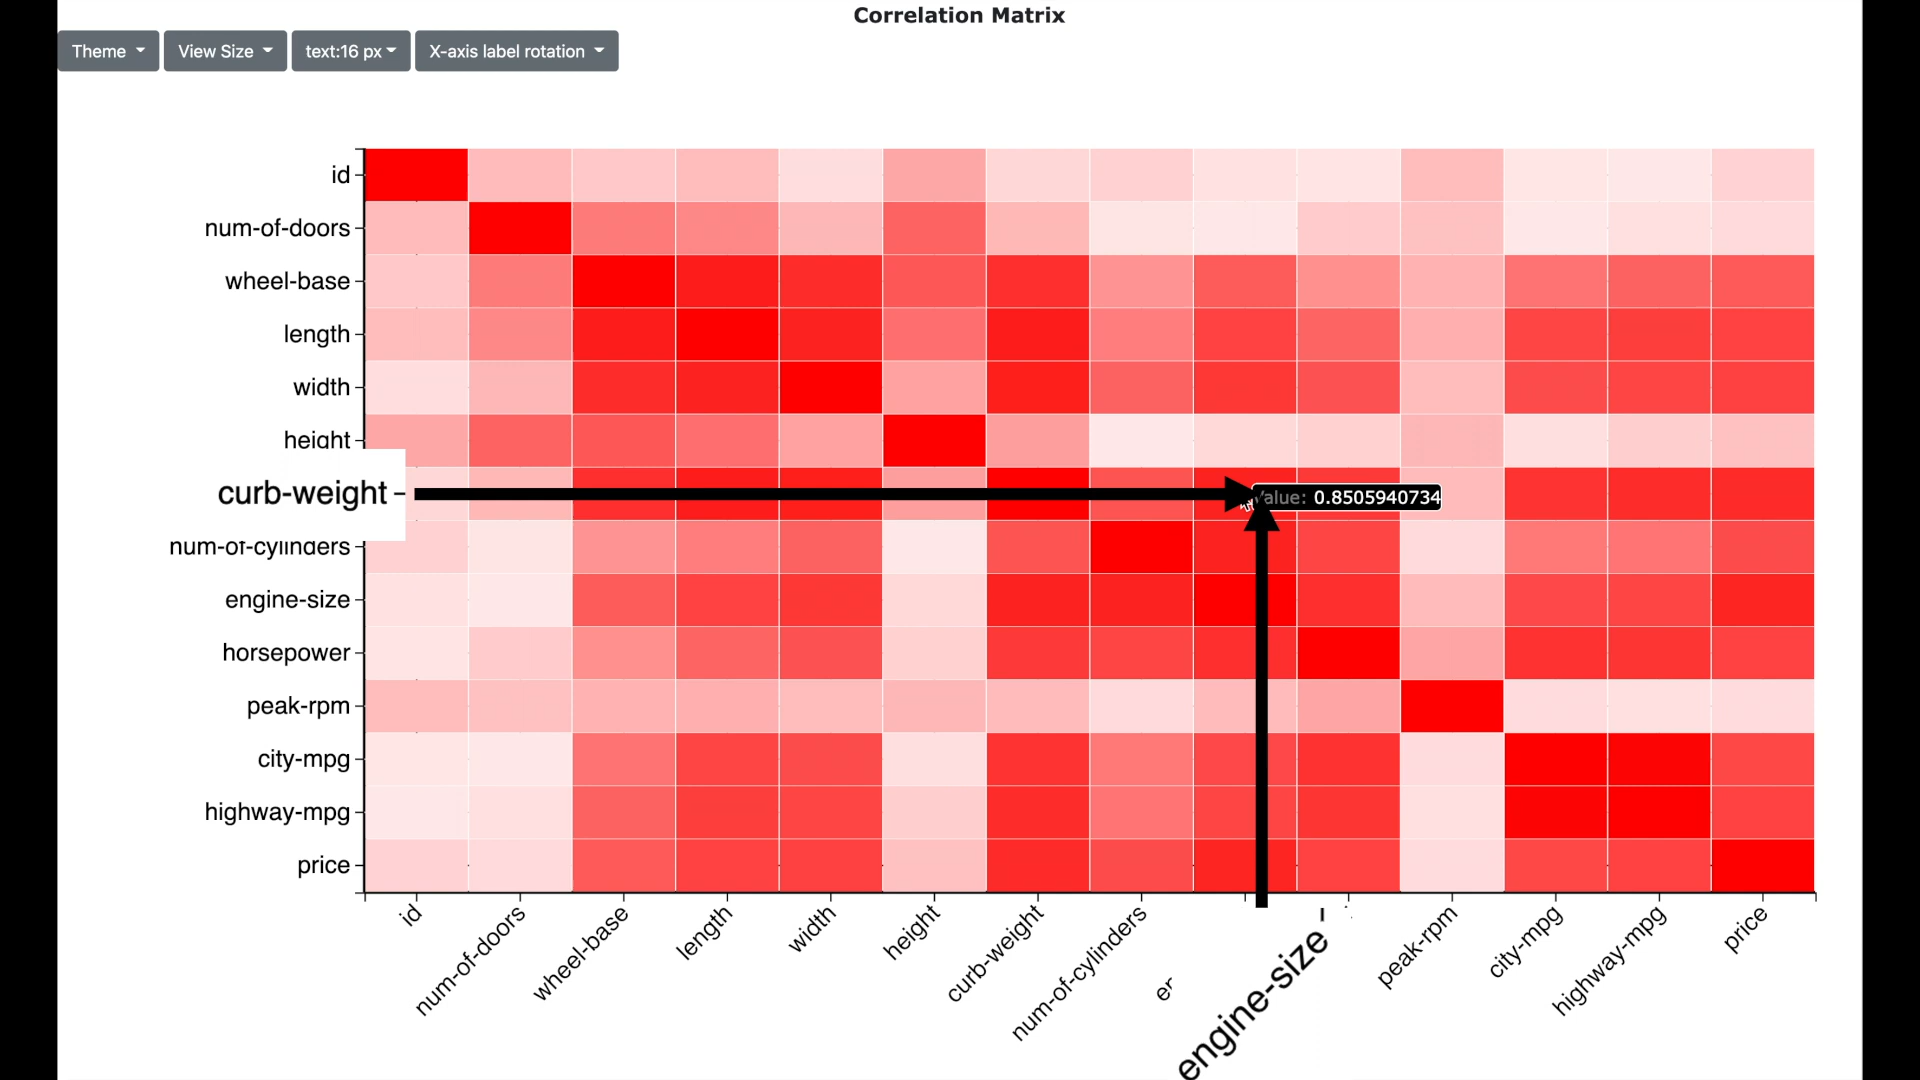 Correlation Matrix
Theme View Size text:16 px X-axis label rotation
id
num-of-doors
wheel-base
length
width
height
curb-weight
Value: 0.8505940734
num-of-cylinders
engine-size
horsepower
peak-rpm
city-mpg
highway-mpg
price
id num-of-doors wheel-base length width height curb-weight num-of-cylinders engine-size peak-rpm city-mpg highway-mpg price